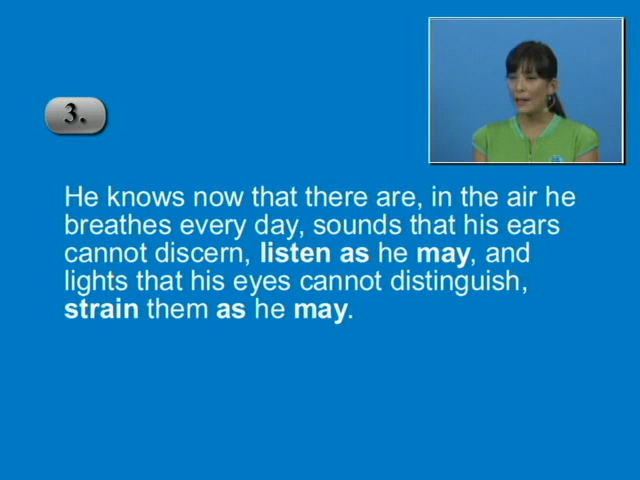 3.
He knows now that there are, in the air he
breathes every day, sounds that his ears
cannot discern, listen as he may, and
lights that his eyes cannot distinguish,
strain them as he may.